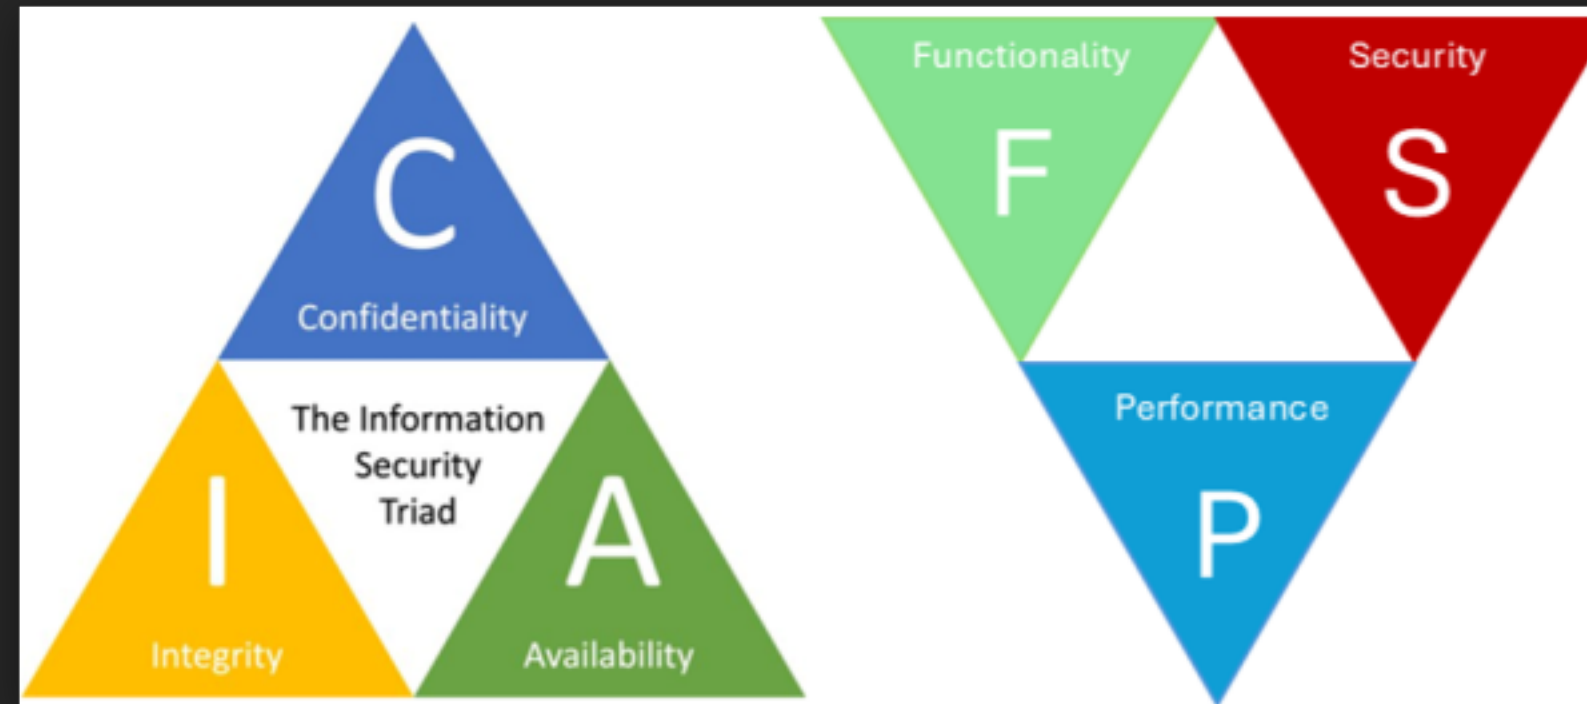 C
Confidentiality
The Information
Security
Triad
I
Integrity
A
Availability
Functionality
F
Security
S
Performance
P